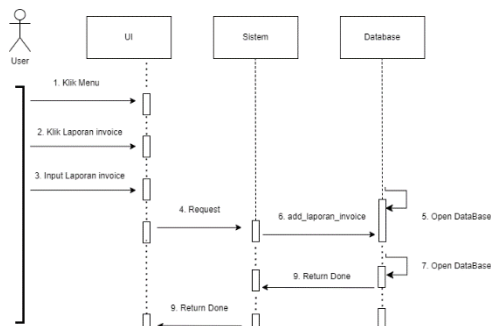 UI
Sistem
Database
User
1. Klik Menu
2. Klik Laporan invoice
3. Input Laporan invoice
4. Request
6. add_laporan_invoice
5. Open DataBase
7. Open DataBase
9. Return Done
9. Return Done